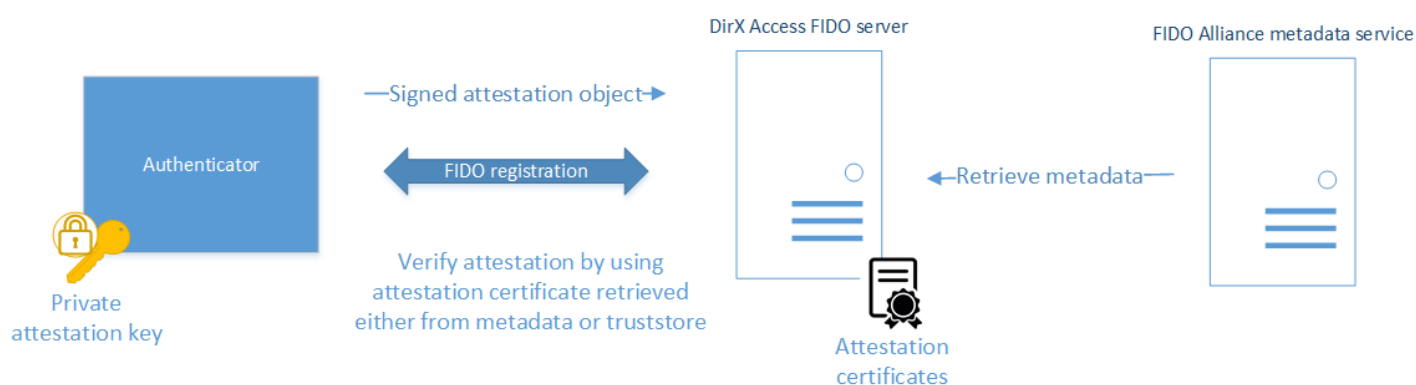 DirX Access FIDO server
FIDO Alliance metadata service
Signed attestation object
Authenticator
FIDO registration
Retrieve metadata
Verify attestation by using
attestation certificate retrieved
either from metadata or truststore
Private
attestation key
Attestation
certificates